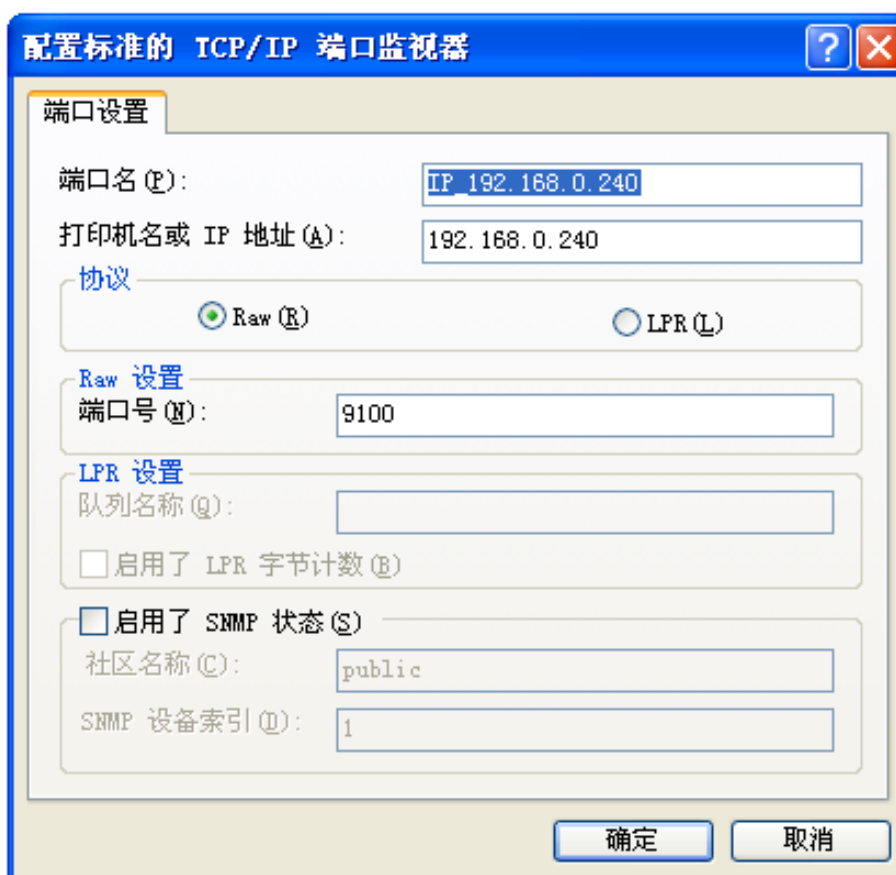 配置标准的 TCP/IP 端口监视器
端口设置
端口名(P): IP_192.168.0.240
打印机名或 IP 地址(A): 192.168.0.240
协议
Raw(R) LPR(L)
Raw 设置
端口号(N): 9100
LPR 设置
队列名称(Q):
启用了 LPR 字节计数(B)
启用了 SNMP 状态(S)
社区名称(C): public
SNMP 设备索引(D): 1
确定 取消